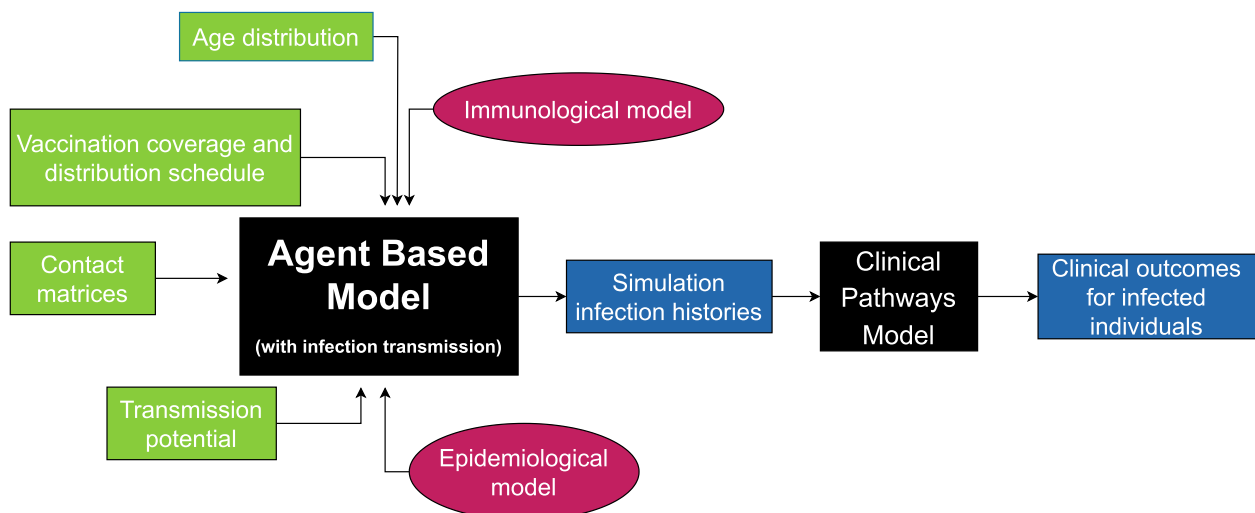 Age distribution
Immunological model
Vaccination coverage and
distribution schedule
Agent Based
Model
(with infection transmission)
Contact
matrices
Simulation
infection histories
Clinical
Pathways
Model
Clinical outcomes
for infected
individuals
Transmission
potential
Epidemiological
model